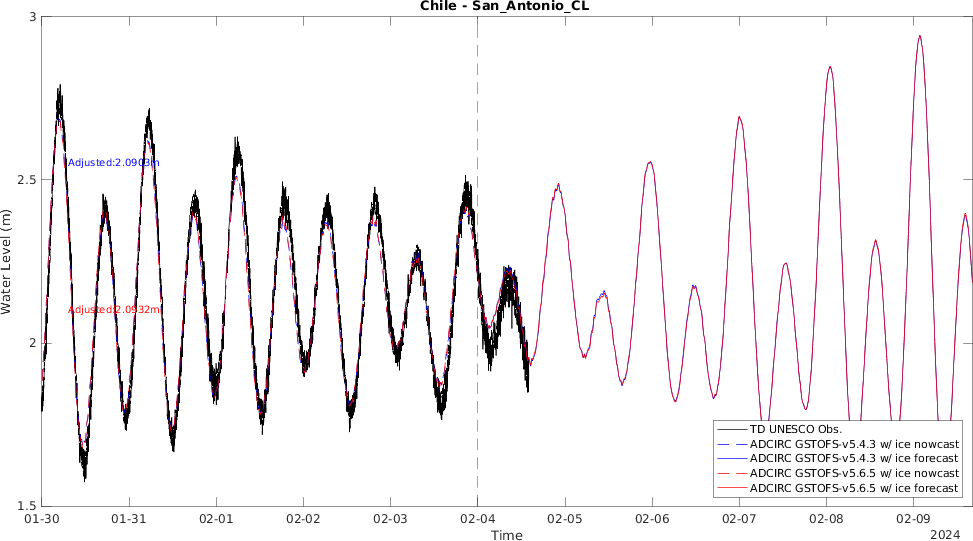 Chile - San_Antonio_CL
3
2.5
2
1.5
Water Level (m)
Adjusted:2.0903m
Adjusted:2.0932m
TD UNESCO Obs.
ADCIRC GSTOFS-v5.4.3 w/ ice nowcast
ADCIRC GSTOFS-v5.4.3 w/ ice forecast
ADCIRC GSTOFS-v5.6.5 w/ ice nowcast
ADCIRC GSTOFS-v5.6.5 w/ ice forecast
01-30 01-31 02-01 02-02 02-03 02-04 02-05 02-06 02-07 02-08 02-09
Time
2024